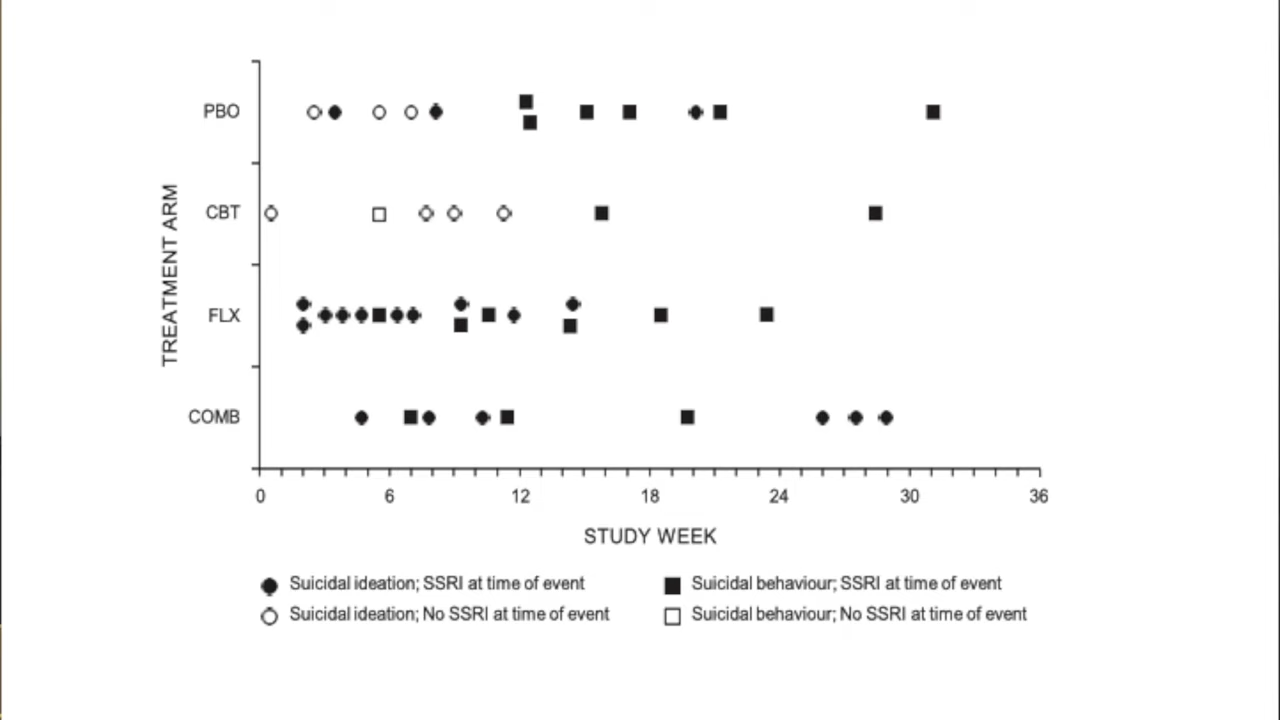 PBO
CBT
FLX
COMB
TREATMENT ARM
0 6 12 18 24 30 36
STUDY WEEK
Suicidal ideation; SSRI at time of event
Suicidal behaviour; SSRI at time of event
Suicidal ideation; No SSRI at time of event
Suicidal behaviour; No SSRI at time of event